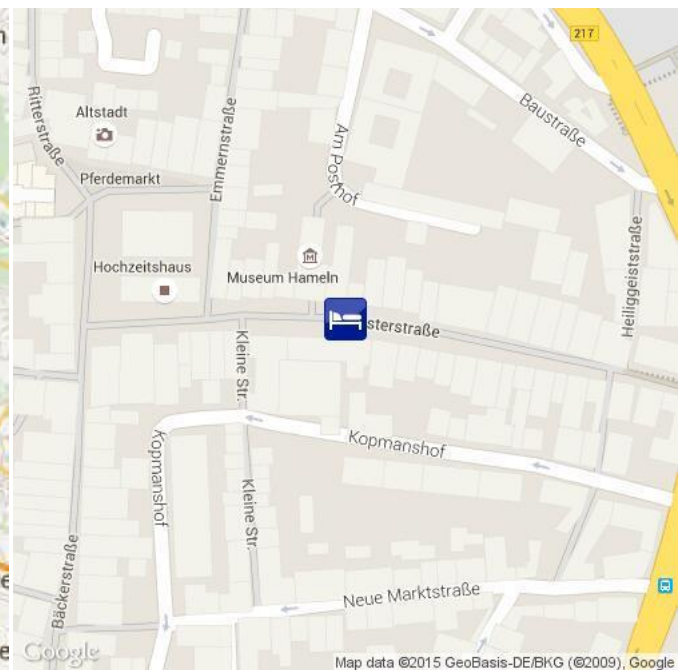 217
Altstadt
Ritterstraße
Emmernstraße
Am Posthof
Baustraße
Pferdemarkt
Hochzeitshaus
Museum Hameln
Heiliggeiststraße
sterstraße
Kleine Str.
Kopmanshof
Kopmanshof
Kleine Str.
Bäckerstraße
Neue Marktstraße
Google
Map data ©2015 GeoBasis-DE/BKG (©2009), Google